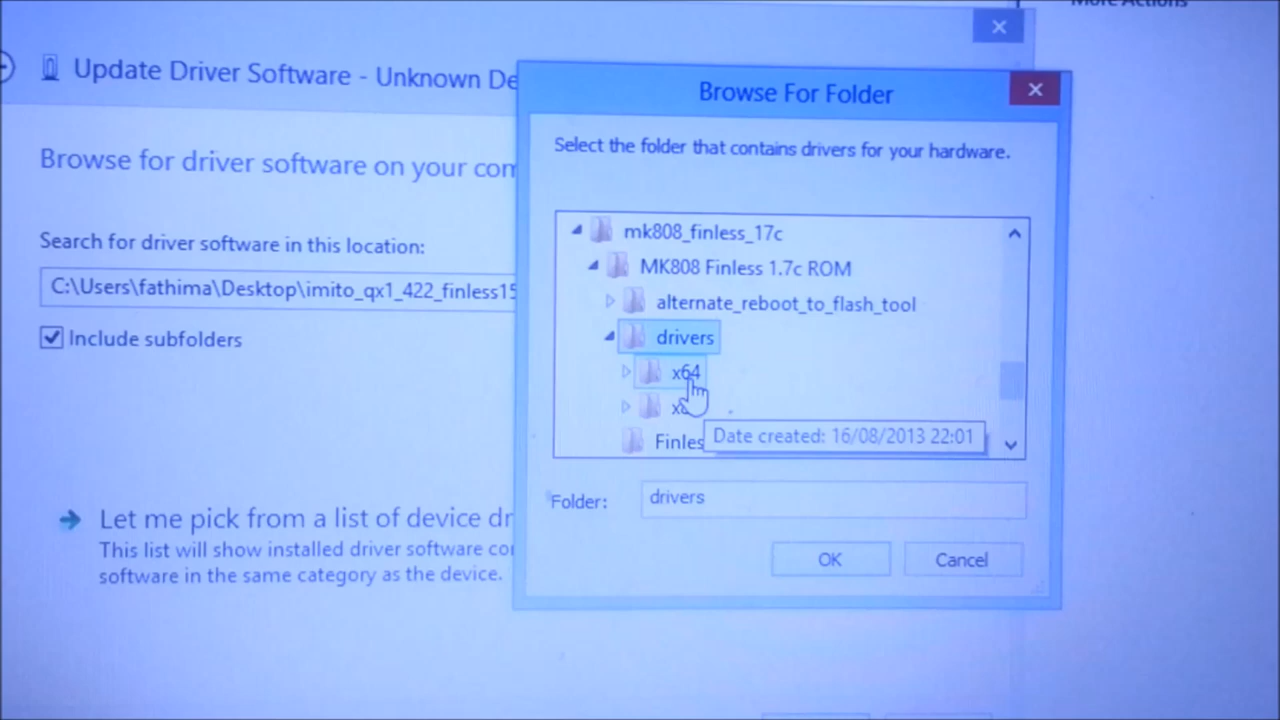 More Actions
Update Driver Software - Unknown De
Browse For Folder
Select the folder that contains drivers for your hardware.
Browse for driver software on your com
Search for driver software in this location:
C:\Users\fathima\Desktop\imito_qx1_422_finless15
Include subfolders
mk808_finless_17c
MK808 Finless 1.7c ROM
alternate_reboot_to_flash_tool
drivers
x64
Date created: 16/08/2013 22:01
Finles
Folder:
drivers
OK
Cancel
Let me pick from a list of device dr
This list will show installed driver software co
software in the same category as the device.